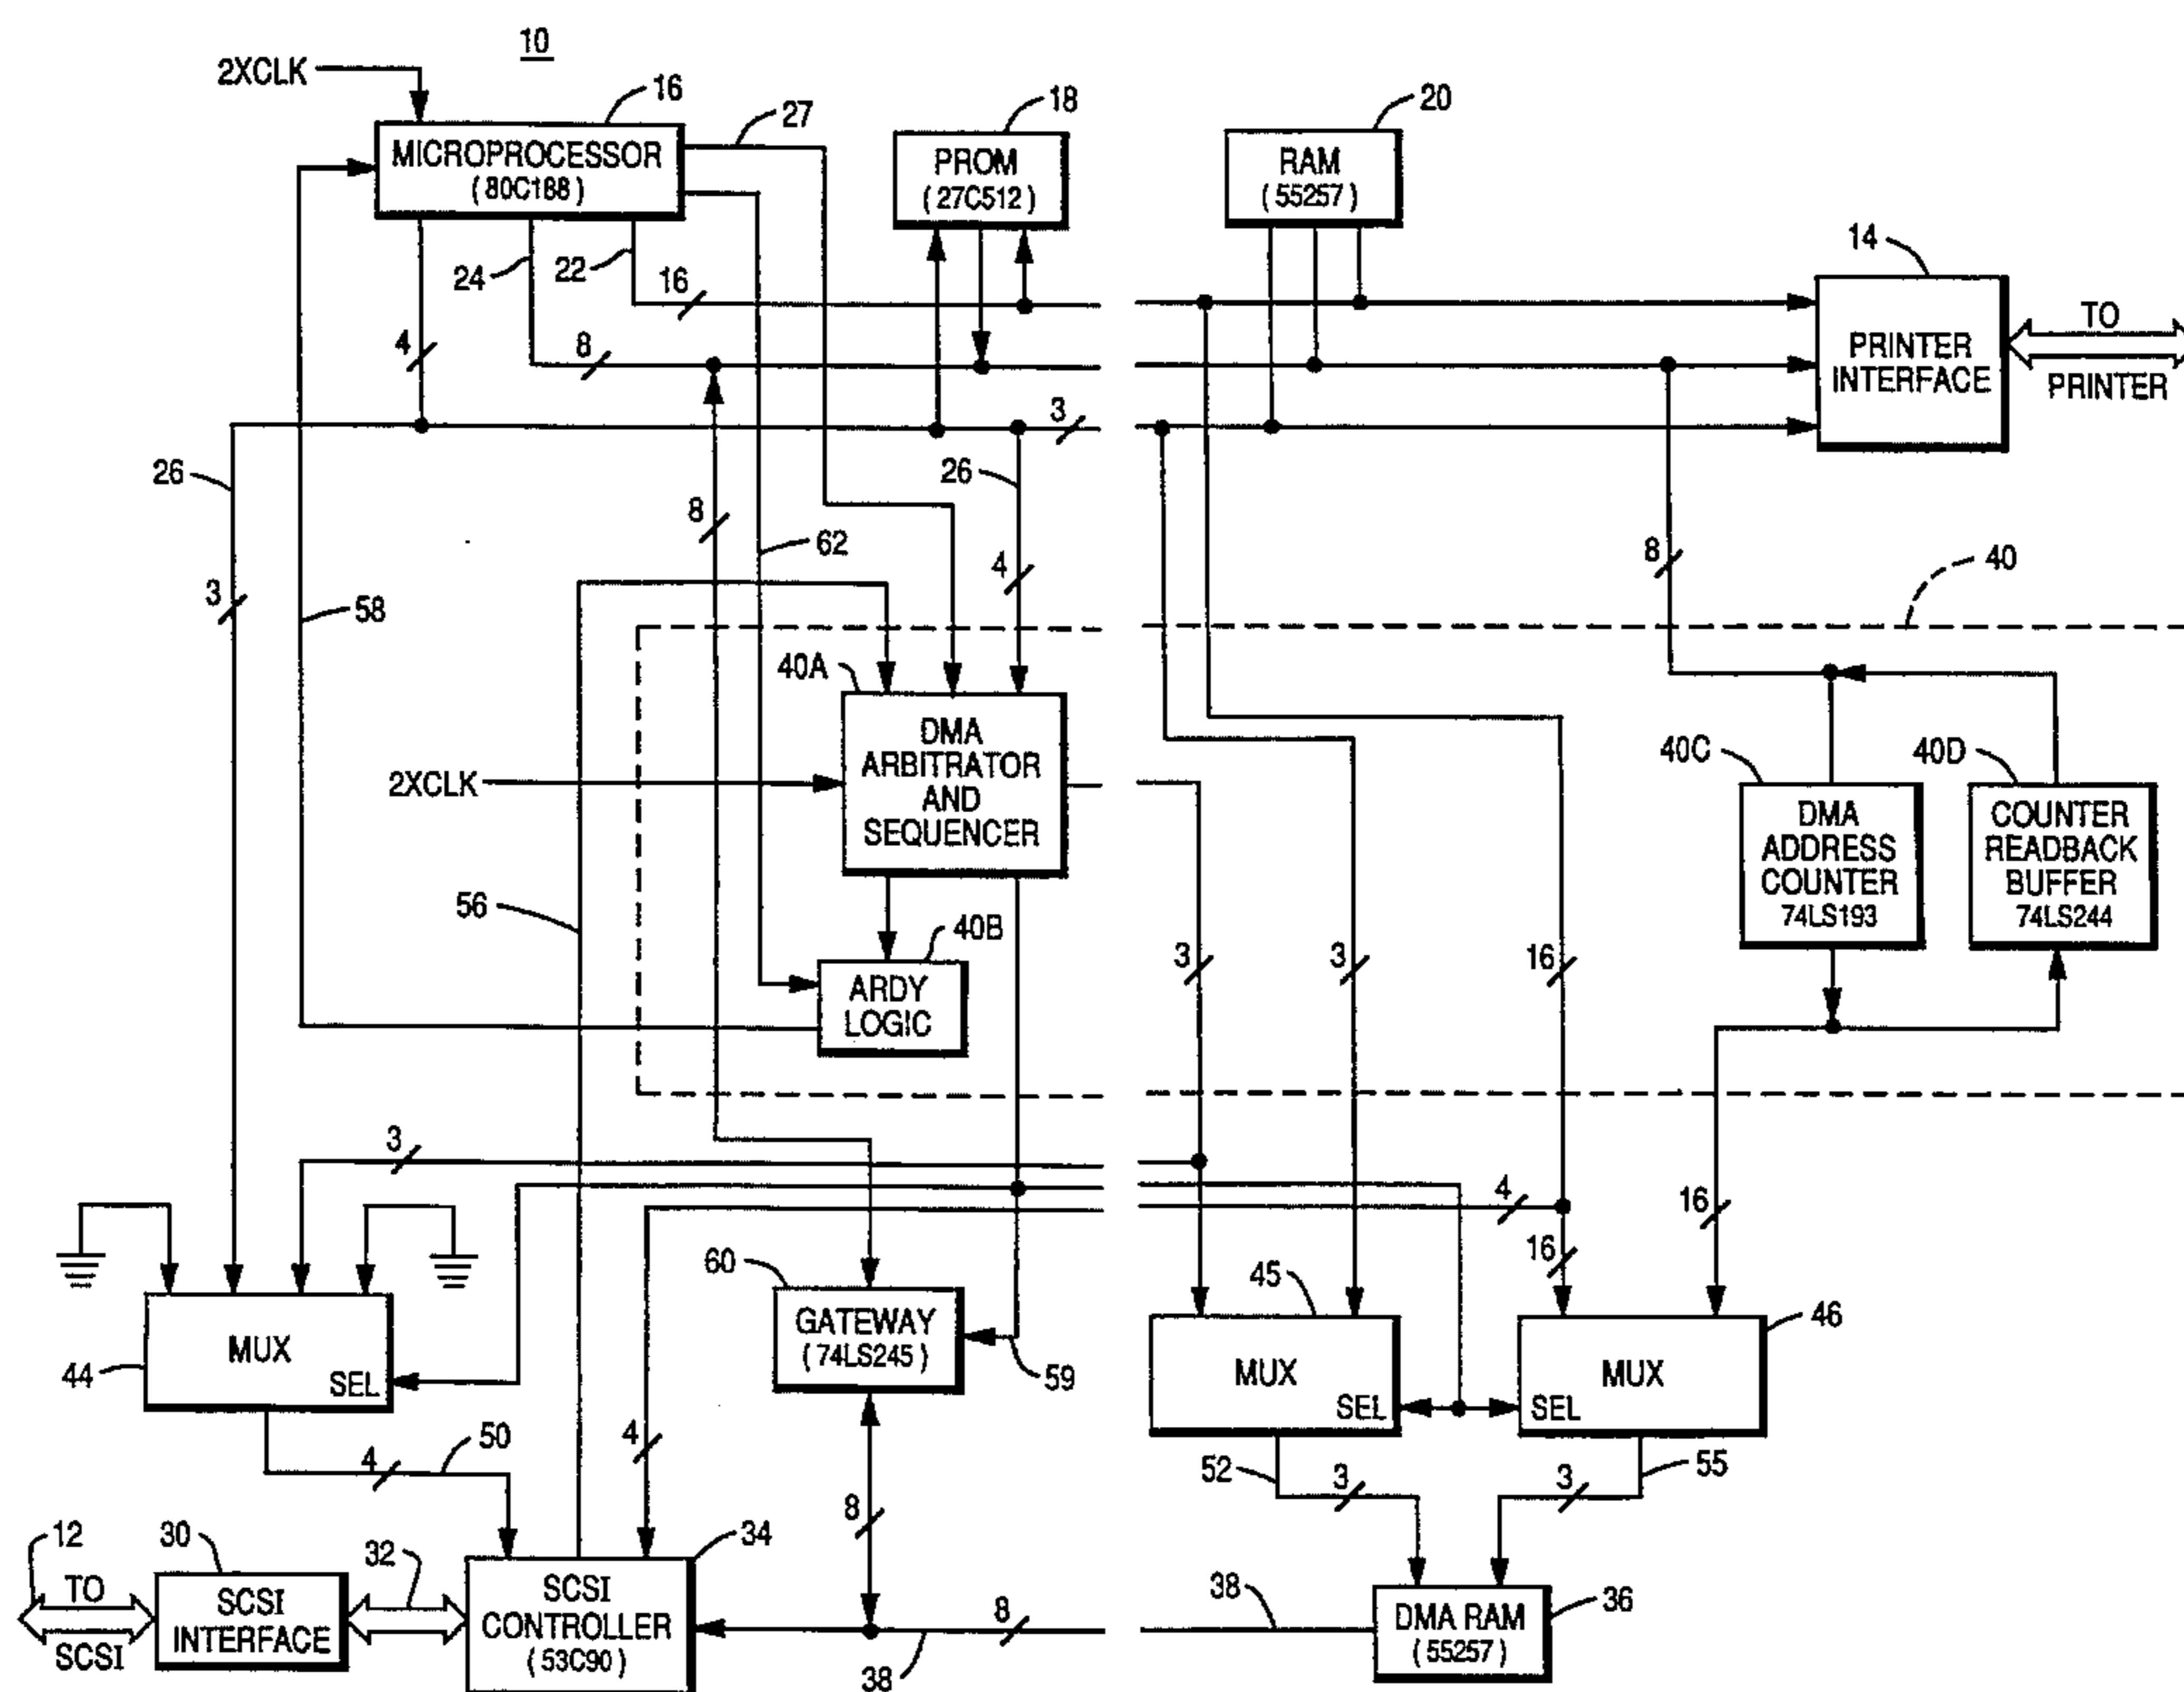 10
2XCLK
16
27
18
20
MICROPROCESSOR
(80C188)
PROM
(27C512)
RAM
(55257)
14
24
22
16
4
8
3
PRINTER
INTERFACE
TO
PRINTER
26
26
8
62
4
8
40
3
58
40A
DMA
ARBITRATOR
AND
SEQUENCER
2XCLK
40C
40D
DMA
ADDRESS
COUNTER
74LS193
COUNTER
READBACK
BUFFER
74LS244
56
40B
ARDY
LOGIC
3
3
16
3
4
16
16
60
45
46
GATEWAY
(74LS245)
59
MUX
SEL
44
MUX
SEL
MUX
SEL
4
50
4
52
3
3
55
8
12
30
32
34
TO
SCSI
SCSI
INTERFACE
SCSI
CONTROLLER
(53C90)
38
8
38
DMA RAM
(55257)
36